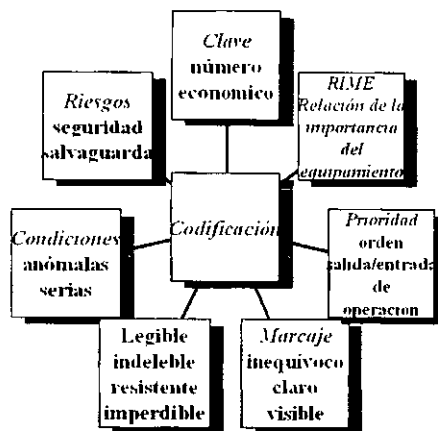 Clave
número
economico
RIME
Relación de la
importancia
del
equipamiento
Riesgos
seguridad
salvaguarda
Codificación
Prioridad
orden
salida/entrada
de
operacion
Condiciones
anómalas
serias
Legible
indeleble
resistente
imperdible
Marcaje
inequívoco
claro
visible